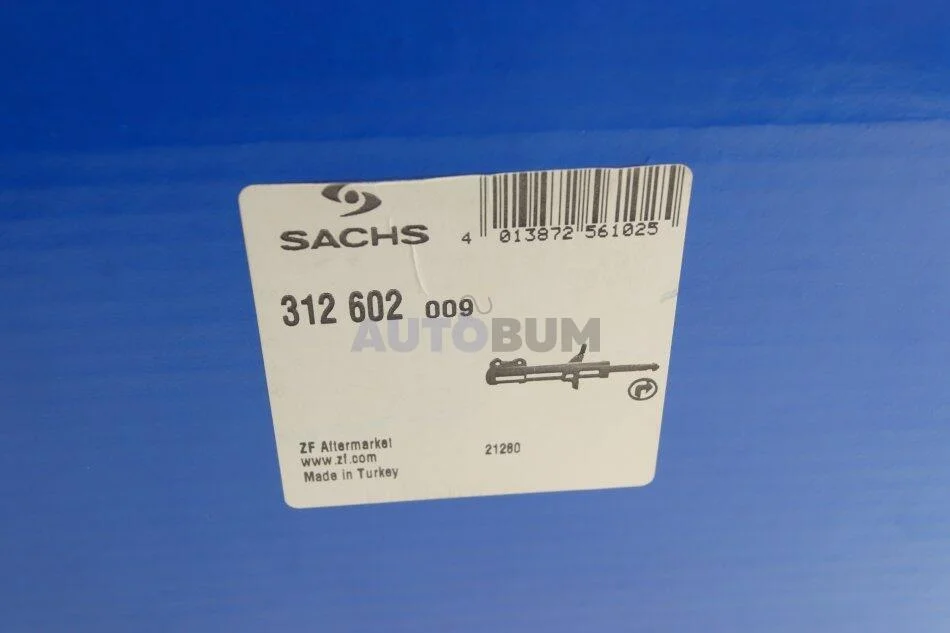 SACHS
4 013872 561025
312 602 009
AUTOBUM
ZF Aftermarket
www.zf.com
Made in Turkey
21280